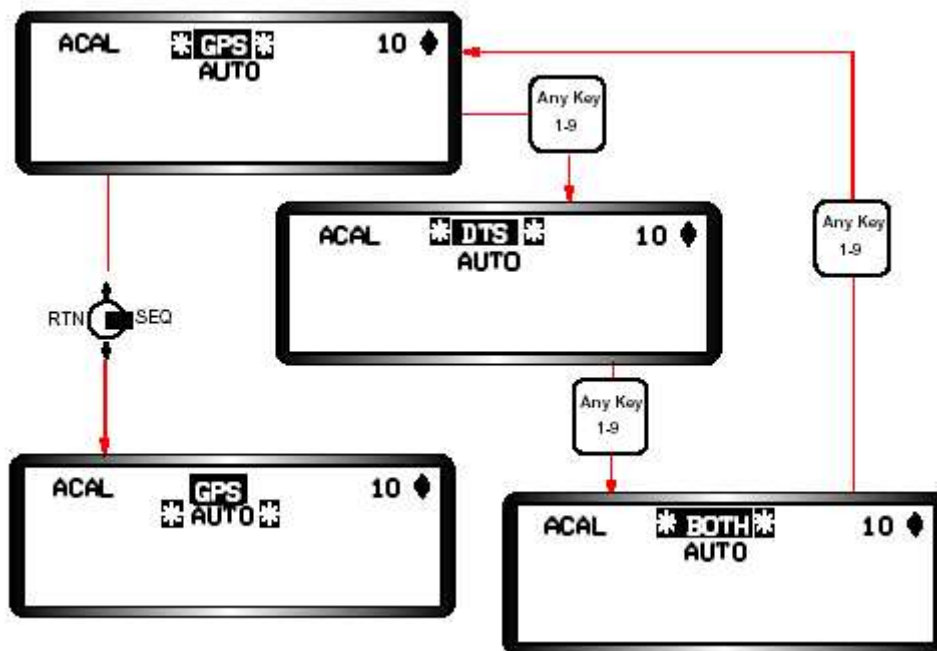 ACAL * GPS * 10
AUTO
Any Key
1-9
ACAL * DTS * 10
AUTO
Any Key
1-9
RTN SEQ
Any Key
1-9
ACAL GPS 10
* AUTO *
ACAL * BOTH * 10
AUTO